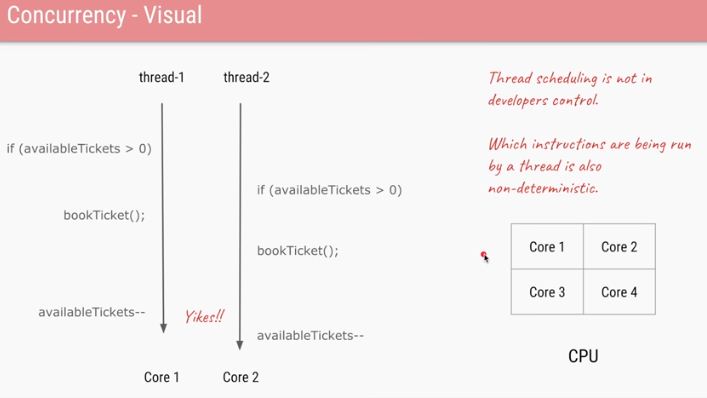 Concurrency - Visual
thread-1
thread-2
if (availableTickets > 0)
bookTicket();
availableTickets--
if (availableTickets > 0)
bookTicket();
availableTickets--
Yikes!!
Core 1
Core 2
Thread scheduling is not in
developers control.
Which instructions are being run
by a thread is also
non-deterministic.
Core 1
Core 2
Core 3
Core 4
CPU